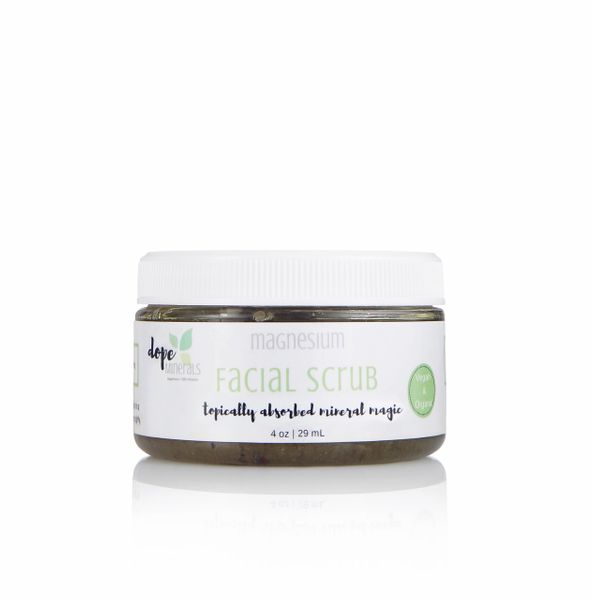 dope
MINERALS
magnesium
FACIAL SCRUB
topically absorbed mineral magic
4 oz | 29 mL
Vegan
&
Organic